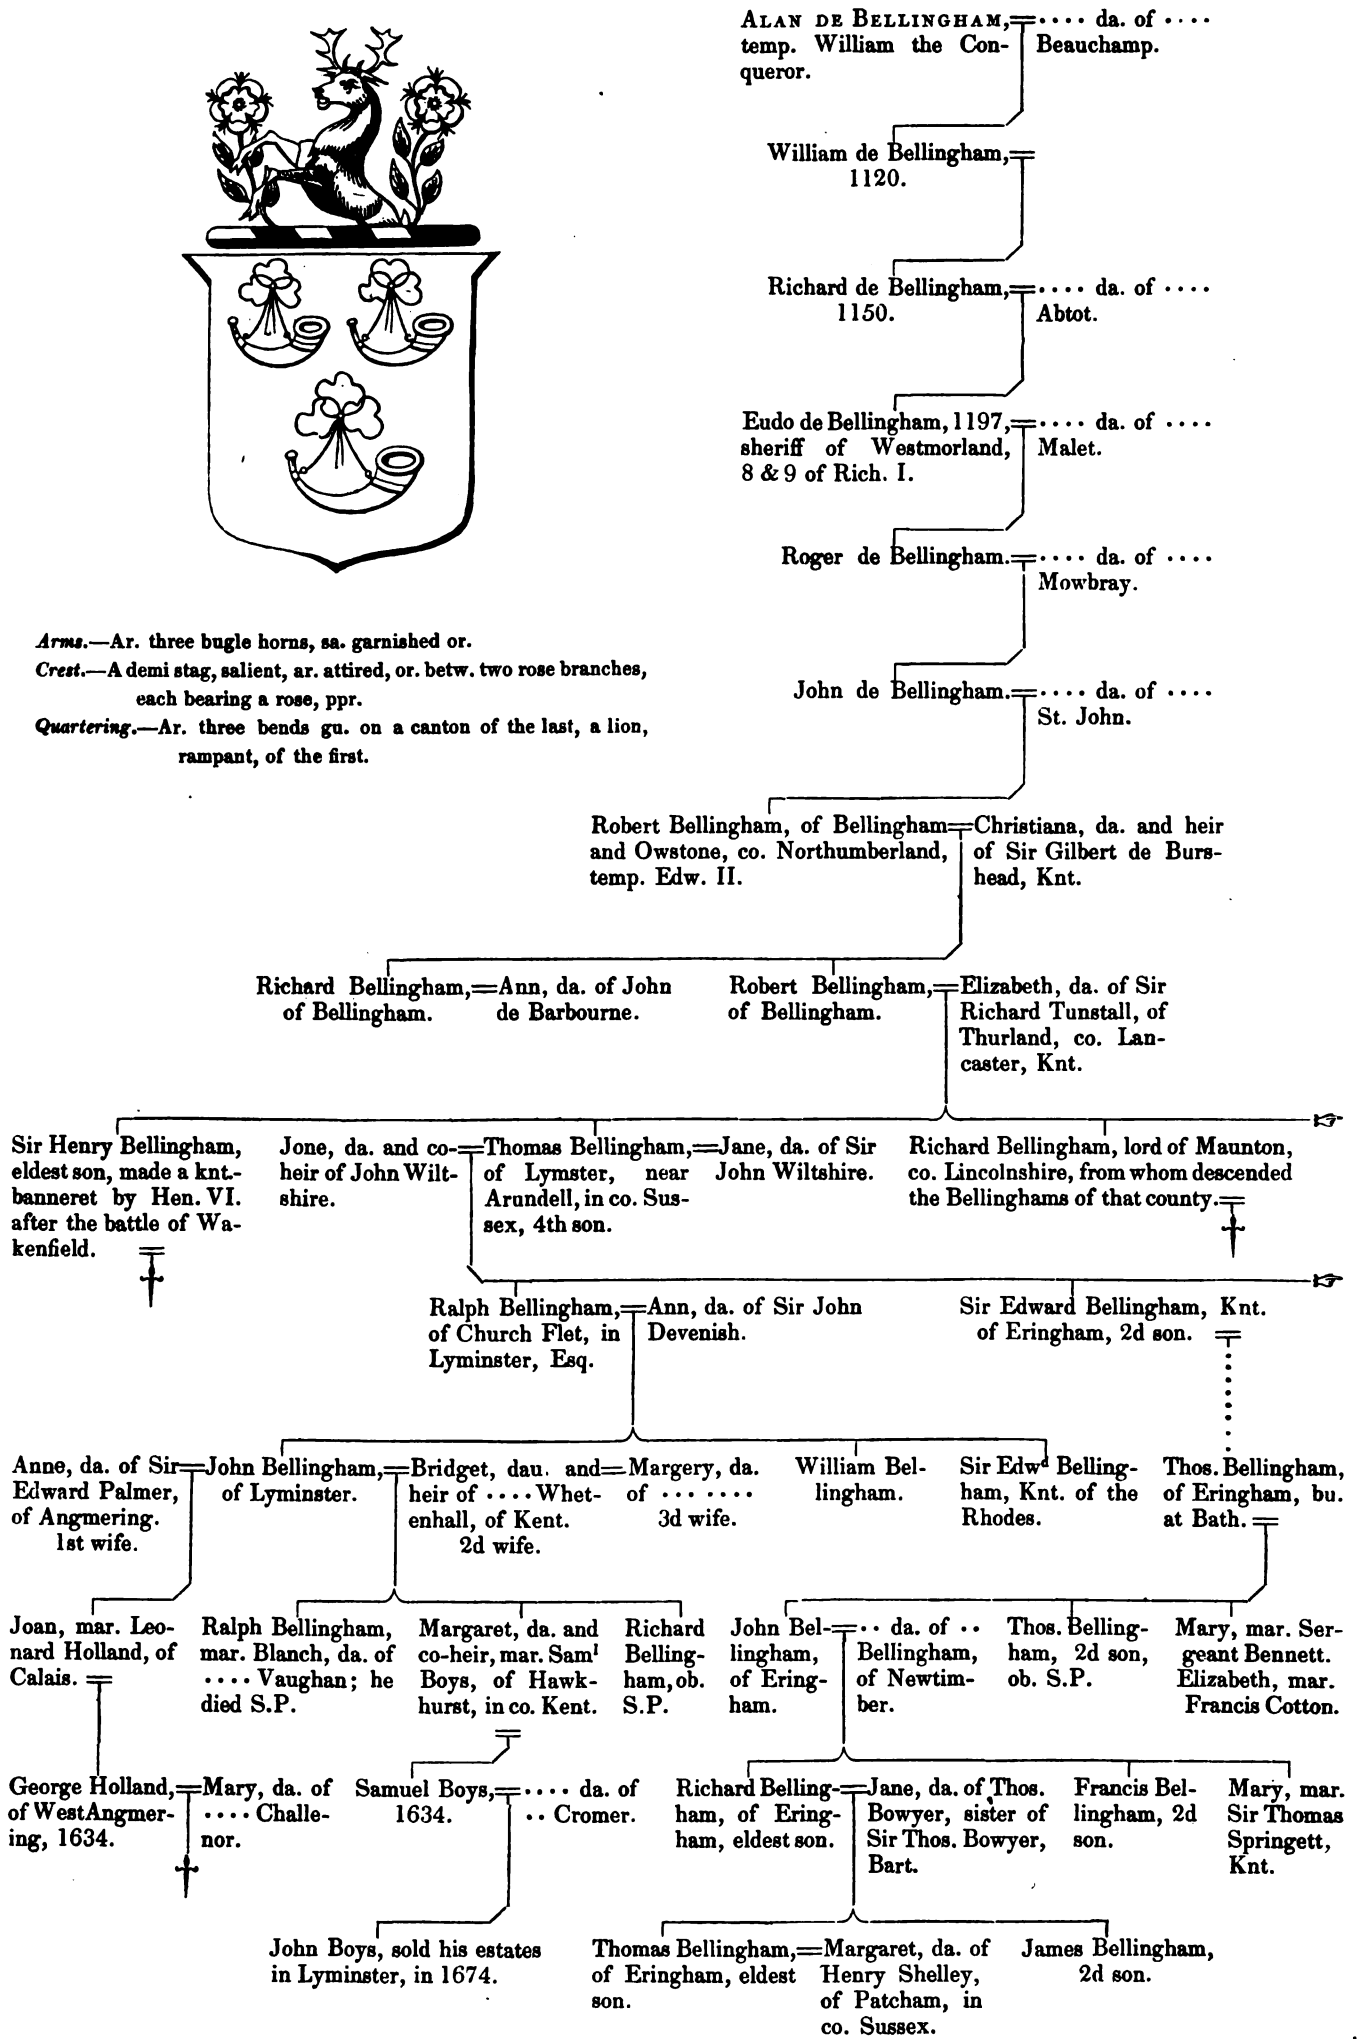 ALAN DE BELLINGHAM,
temp. William the Con-
queror.
···· da. of ····
Beauchamp.
William de Bellingham,
1120.
Richard de Bellingham,
1150.
···· da. of ····
Abtot.
Eudo de Bellingham, 1197,
sheriff of Westmorland,
8 & 9 of Rich. I.
···· da. of ····
Malet.
Roger de Bellingham.
···· da. of ····
Mowbray.
Arms.—Ar. three bugle horns, sa. garnished or.
Crest.—A demi stag, salient, ar. attired, or. betw. two rose branches,
each bearing a rose, ppr.
Quartering.—Ar. three bends gu. on a canton of the last, a lion,
rampant, of the first.
John de Bellingham.
···· da. of ····
St. John.
Robert Bellingham, of Bellingham
and Owstone, co. Northumberland,
temp. Edw. II.
Christiana, da. and heir
of Sir Gilbert de Burs-
head, Knt.
Richard Bellingham,
of Bellingham.
Ann, da. of John
de Barbourne.
Robert Bellingham,
of Bellingham.
Elizabeth, da. of Sir
Richard Tunstall, of
Thurland, co. Lan-
caster, Knt.
Sir Henry Bellingham,
eldest son, made a knt.-
banneret by Hen. VI.
after the battle of Wa-
kenfield.
Jone, da. and co-
heir of John Wilt-
shire.
Thomas Bellingham,
of Lymster, near
Arundell, in co. Sus-
sex, 4th son.
Jane, da. of Sir
John Wiltshire.
Richard Bellingham, lord of Maunton,
co. Lincolnshire, from whom descended
the Bellinghams of that county.
Ralph Bellingham,
of Church Flet, in
Lyminster, Esq.
Ann, da. of Sir John
Devenish.
Sir Edward Bellingham, Knt.
of Eringham, 2d son.
Anne, da. of Sir
Edward Palmer,
of Angmering.
1st wife.
John Bellingham,
of Lyminster.
Bridget, dau. and
heir of ···· Whet-
enhall, of Kent.
2d wife.
Margery, da.
of ··· ····
3d wife.
William Bel-
lingham.
Sir Edwd Belling-
ham, Knt. of the
Rhodes.
Thos. Bellingham,
of Eringham, bu.
at Bath.
Joan, mar. Leo-
nard Holland, of
Calais.
Ralph Bellingham,
mar. Blanch, da. of
···· Vaughan; he
died S.P.
Margaret, da. and
co-heir, mar. Saml
Boys, of Hawk-
hurst, in co. Kent.
Richard
Belling-
ham, ob.
S.P.
John Bel-
lingham,
of Ering-
ham.
·· da. of ··
Bellingham,
of Newtim-
ber.
Thos. Belling-
ham, 2d son,
ob. S.P.
Mary, mar. Ser-
geant Bennett.
Elizabeth, mar.
Francis Cotton.
George Holland,
of West Angmer-
ing, 1634.
Mary, da. of
···· Challe-
nor.
Samuel Boys,
1634.
···· da. of
·· Cromer.
Richard Belling-
ham, of Ering-
ham, eldest son.
Jane, da. of Thos.
Bowyer, sister of
Sir Thos. Bowyer,
Bart.
Francis Bel-
lingham, 2d
son.
Mary, mar.
Sir Thomas
Springett,
Knt.
John Boys, sold his estates
in Lyminster, in 1674.
Thomas Bellingham,
of Eringham, eldest
son.
Margaret, da. of
Henry Shelley,
of Patcham, in
co. Sussex.
James Bellingham,
2d son.